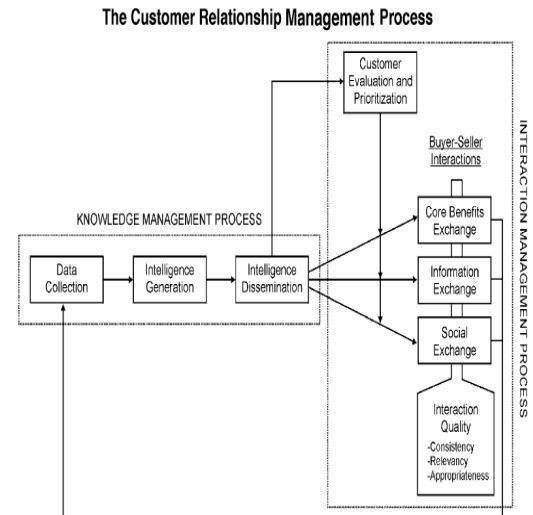 The Customer Relationship Management Process
Customer
Evaluation and
Prioritization
Buyer-Seller
Interactions
KNOWLEDGE MANAGEMENT PROCESS
Data
Collection
Intelligence
Generation
Intelligence
Dissemination
Core Benefits
Exchange
Information
Exchange
Social
Exchange
Interaction
Quality
-Consistency
-Relevancy
-Appropriateness
INTERACTION MANAGEMENT PROCESS